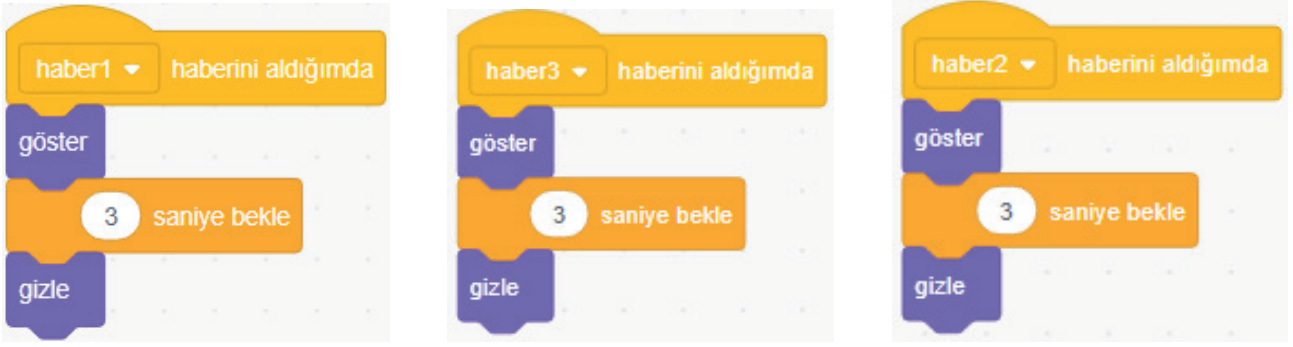 haber1 haberini aldığımda
göster
3 saniye bekle
gizle
haber3 haberini aldığımda
göster
3 saniye bekle
gizle
haber2 haberini aldığımda
göster
3 saniye bekle
gizle